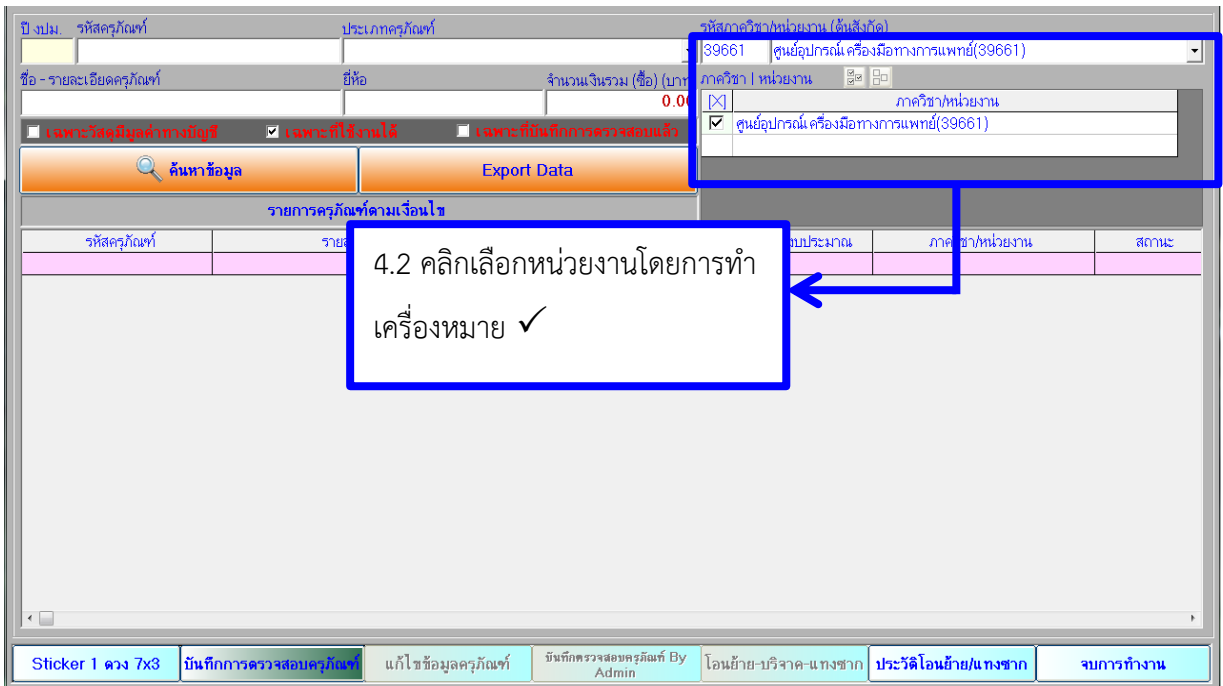 ปี งปม. รหัสครุภัณฑ์ ประเภทครุภัณฑ์ รหัสภาควิชา/หน่วยงาน (ต้นสังกัด)
39661 ศูนย์อุปกรณ์เครื่องมือทางการแพทย์(39661)
ชื่อ - รายละเอียดครุภัณฑ์ ยี่ห้อ จำนวนเงินรวม (ซื้อ) (บาท ภาควิชา | หน่วยงาน
0.00 [X] ภาควิชา/หน่วยงาน
เฉพาะวัสดุมีมูลค่าทางบัญชี เฉพาะที่ใช้งานได้ เฉพาะที่บันทึกการตรวจสอบแล้ว ศูนย์อุปกรณ์เครื่องมือทางการแพทย์(39661)
ค้นหาข้อมูล Export Data
รายการครุภัณฑ์ตามเงื่อนไข
รหัสครุภัณฑ์ ภาควิชา/หน่วยงาน สถานะ
4.2 คลิกเลือกหน่วยงานโดยการทำ
เครื่องหมาย ✓
Sticker 1 ดวง 7x3 บันทึกการตรวจสอบครุภัณฑ์ แก้ไขข้อมูลครุภัณฑ์ บันทึกตรวจสอบครุภัณฑ์ By Admin โอนย้าย-บริจาค-แทงซาก ประวัติโอนย้าย/แทงซาก จบการทำงาน